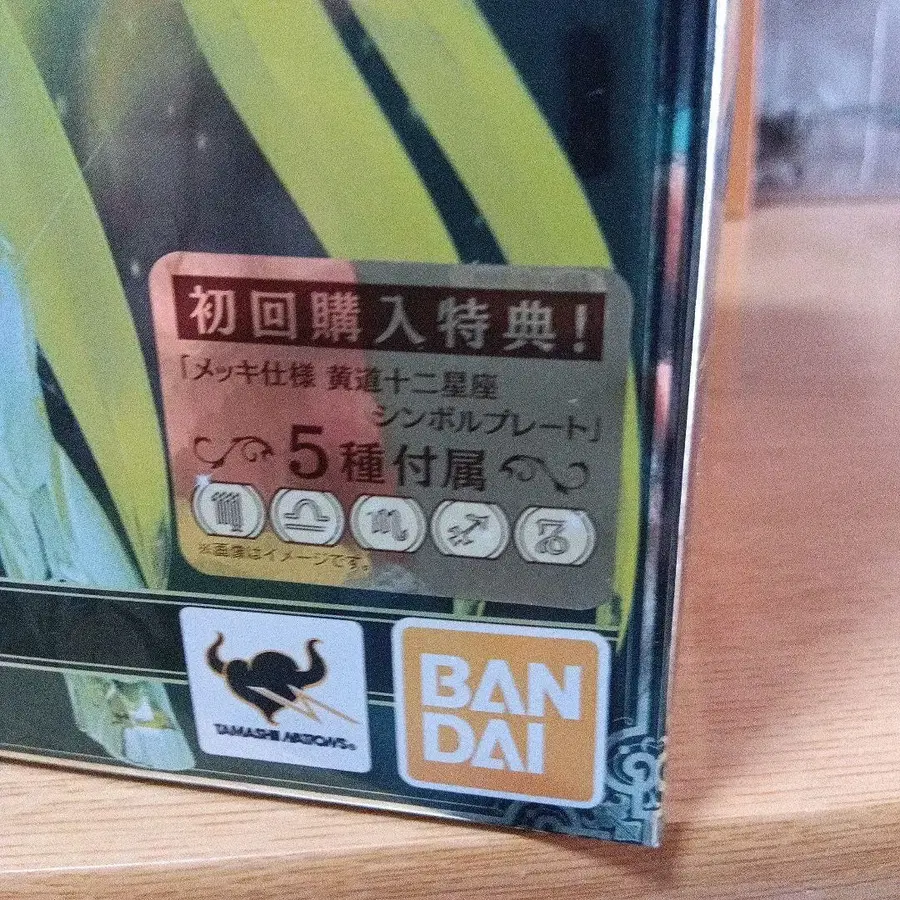 初回購入特典!
「メッキ仕様 黄道十二星座
シンボルプレート」
5種付属
※画像はイメージです。
TAMASHII NATIONS®
BAN
DAI